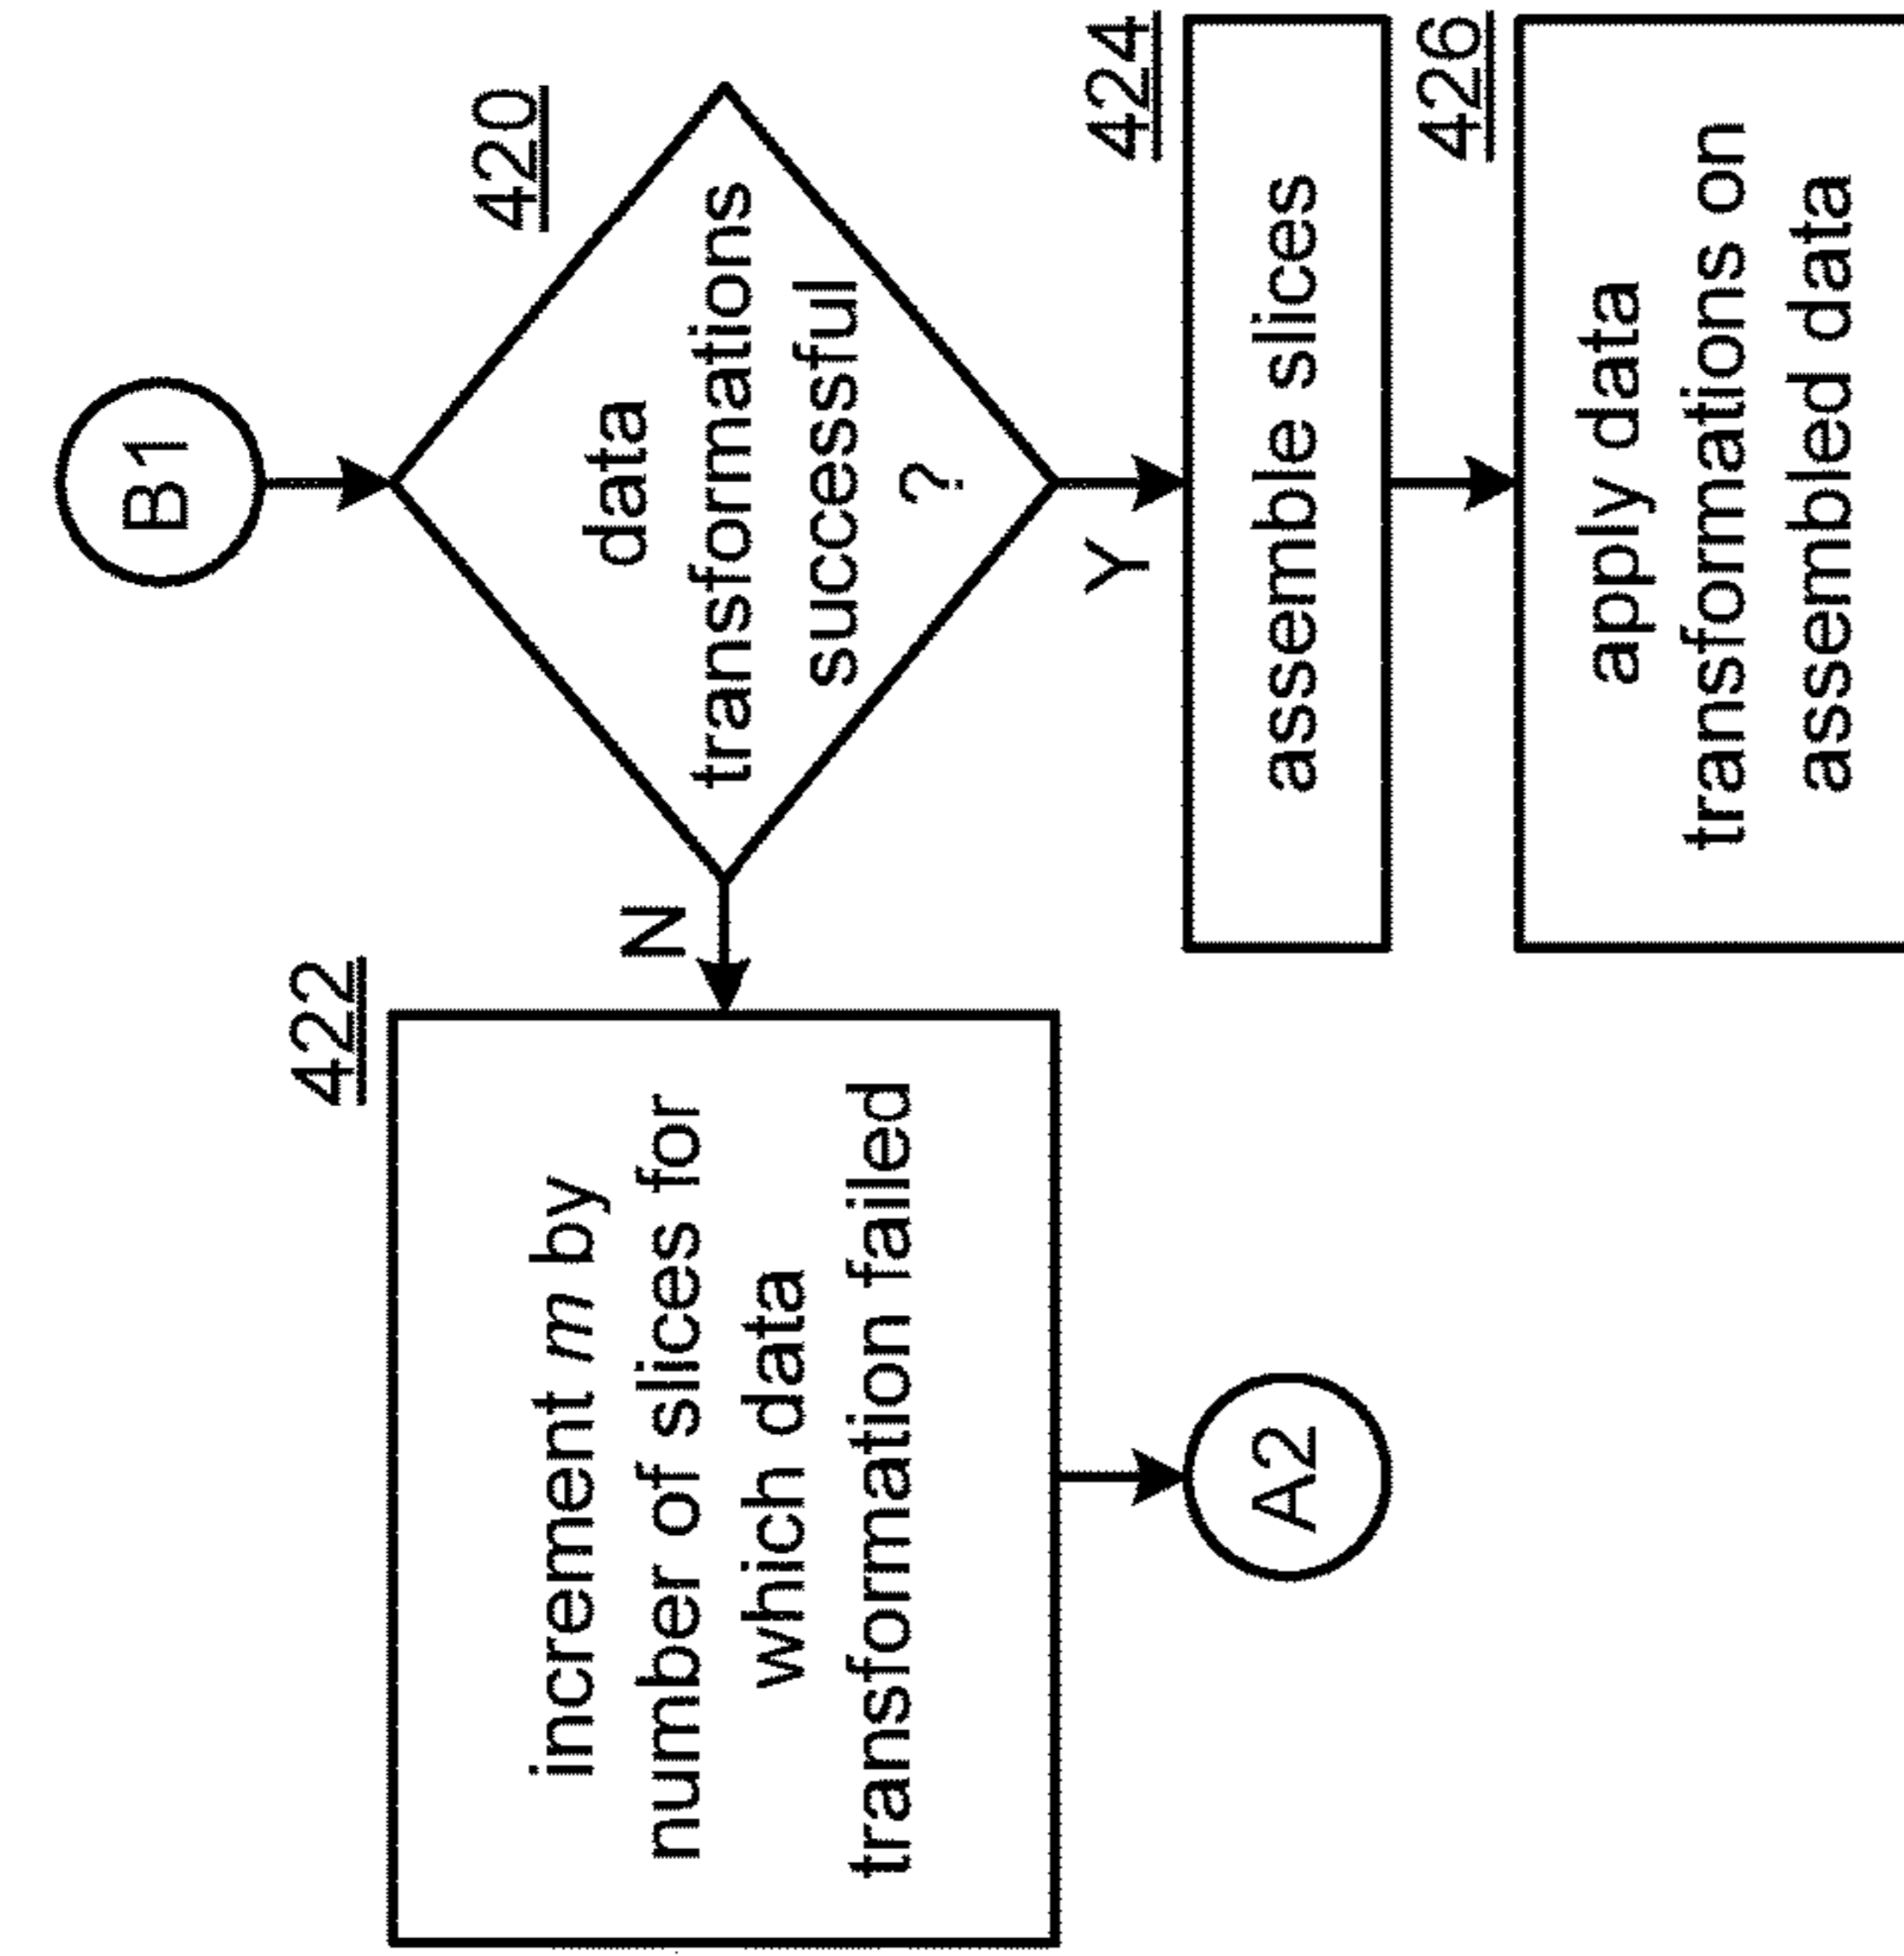 B1
420
data
transformations
successful
?
N
Y
422
increment m by
number of slices for
which data
transformation failed
A2
424
assemble slices
426
apply data
transformations on
assembled data